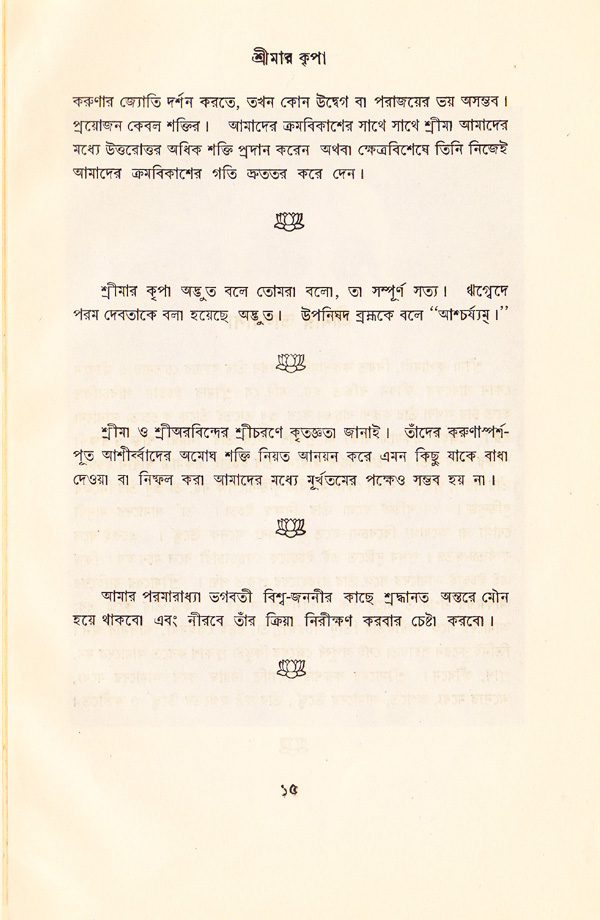 শ্রীমার কৃপা
করুণার জ্যোতি দর্শন করতে, তখন কোন উদ্বেগ বা পরাজয়ের ভয় অসম্ভব।
প্রয়োজন কেবল শক্তির। আমাদের ক্রমবিকাশের সাথে সাথে শ্রীমা আমাদের
মধ্যে উত্তরোত্তর অধিক শক্তি প্রদান করেন অথবা ক্ষেত্রবিশেষে তিনি নিজেই
আমাদের ক্রমবিকাশের গতি দ্রুততর করে দেন।
শ্রীমার কৃপা অদ্ভুত বলে তোমরা বলো, তা সম্পূর্ণ সত্য। ঋগ্বেদে
পরম দেবতাকে বলা হয়েছে অদ্ভুত। উপনিষদ ব্রহ্মকে বলে “আশ্চর্য্যম্।”
শ্রীমা ও শ্রীঅরবিন্দের শ্রীচরণে কৃতজ্ঞতা জানাই। তাঁদের করুণাস্পর্শ-
পূত আশীর্ব্বাদের অমোঘ শক্তি নিয়ত আনয়ন করে এমন কিছু যাকে বাধা
দেওয়া বা নিষ্ফল করা আমাদের মধ্যে মূর্খতমের পক্ষেও সম্ভব হয় না।
আমার পরমারাধ্যা ভগবতী বিশ্ব-জননীর কাছে শ্রদ্ধানত অন্তরে মৌন
হয়ে থাকবো এবং নীরবে তাঁর ক্রিয়া নিরীক্ষণ করবার চেষ্টা করবো।
১৫